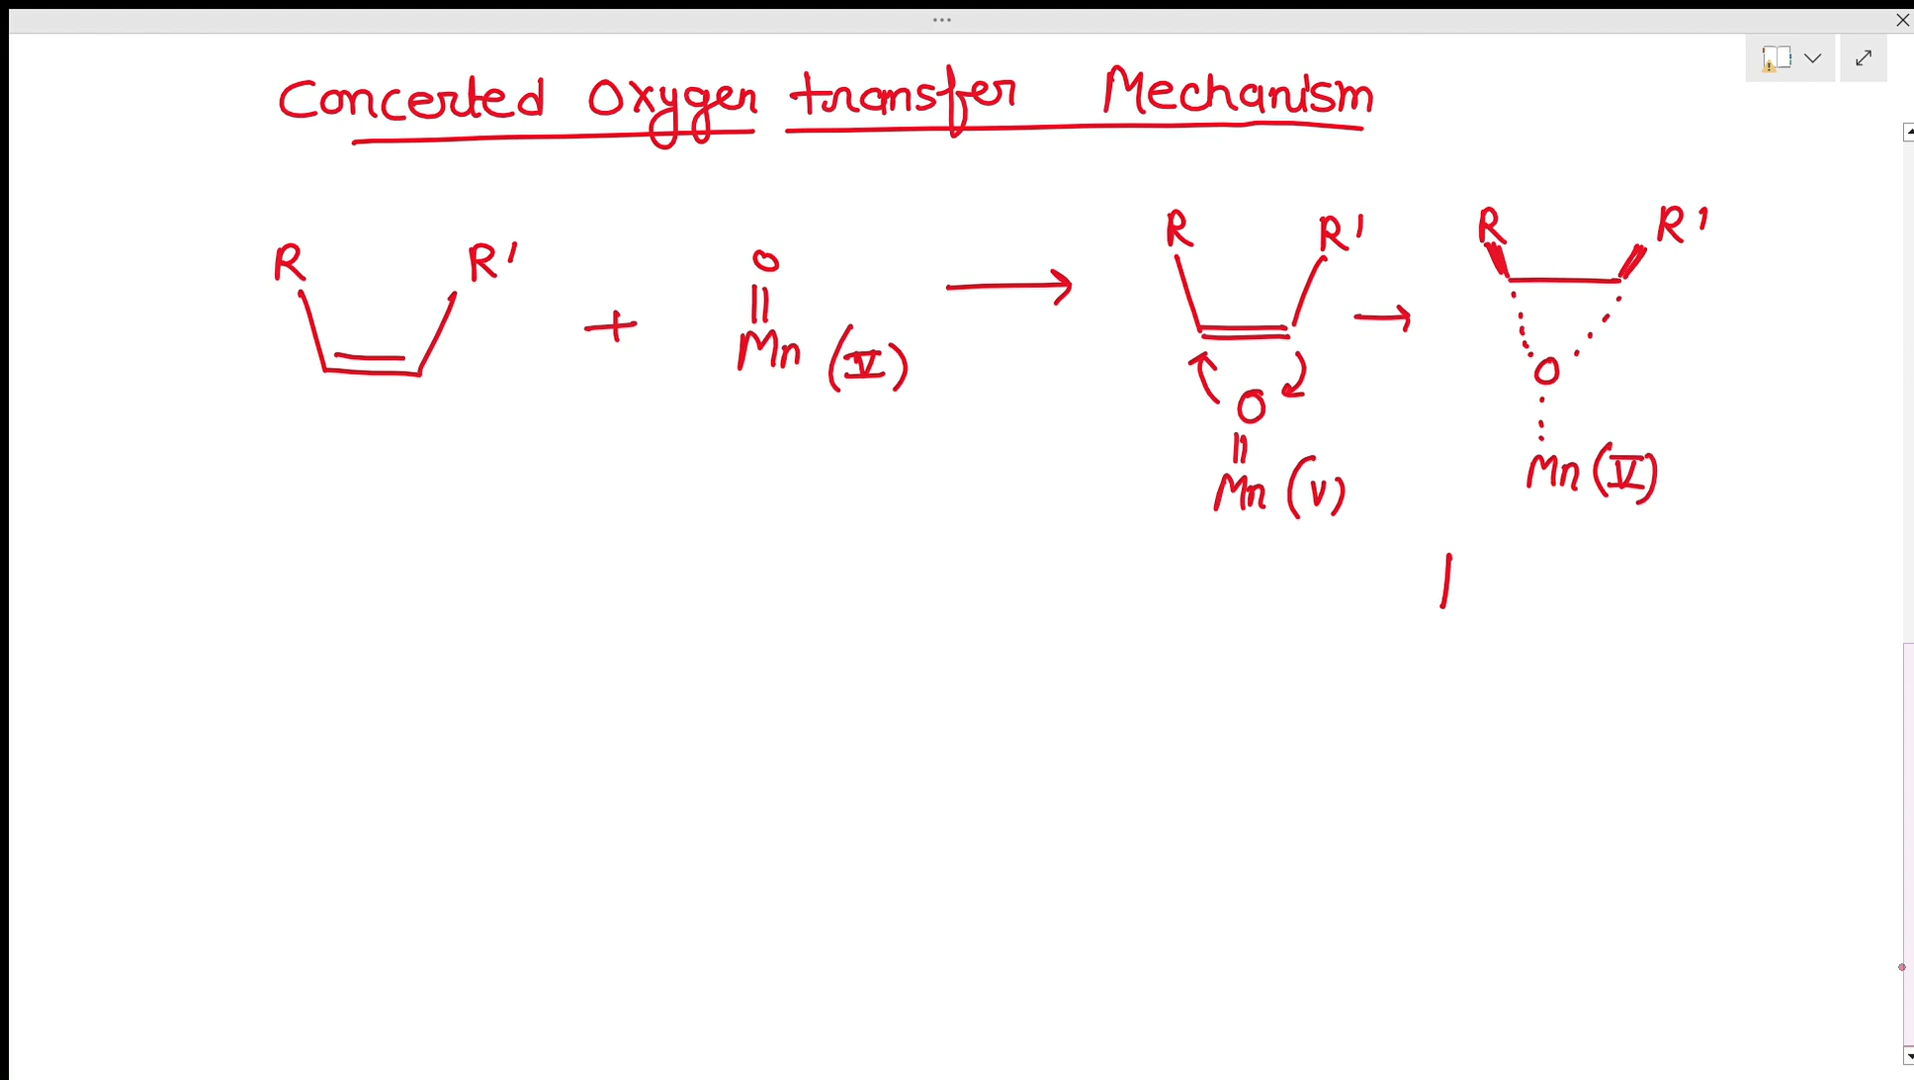 Concerted Oxygen transfer Mechanism
R R' + O Mn (V) R R' O Mn (V) R R' O Mn (V)